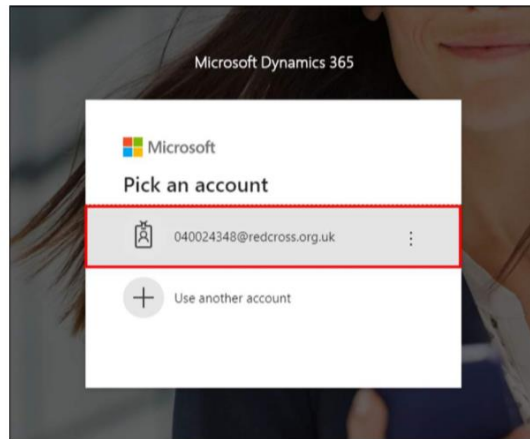 Microsoft Dynamics 365
Microsoft
Pick an account
040024348@redcross.org.uk
Use another account